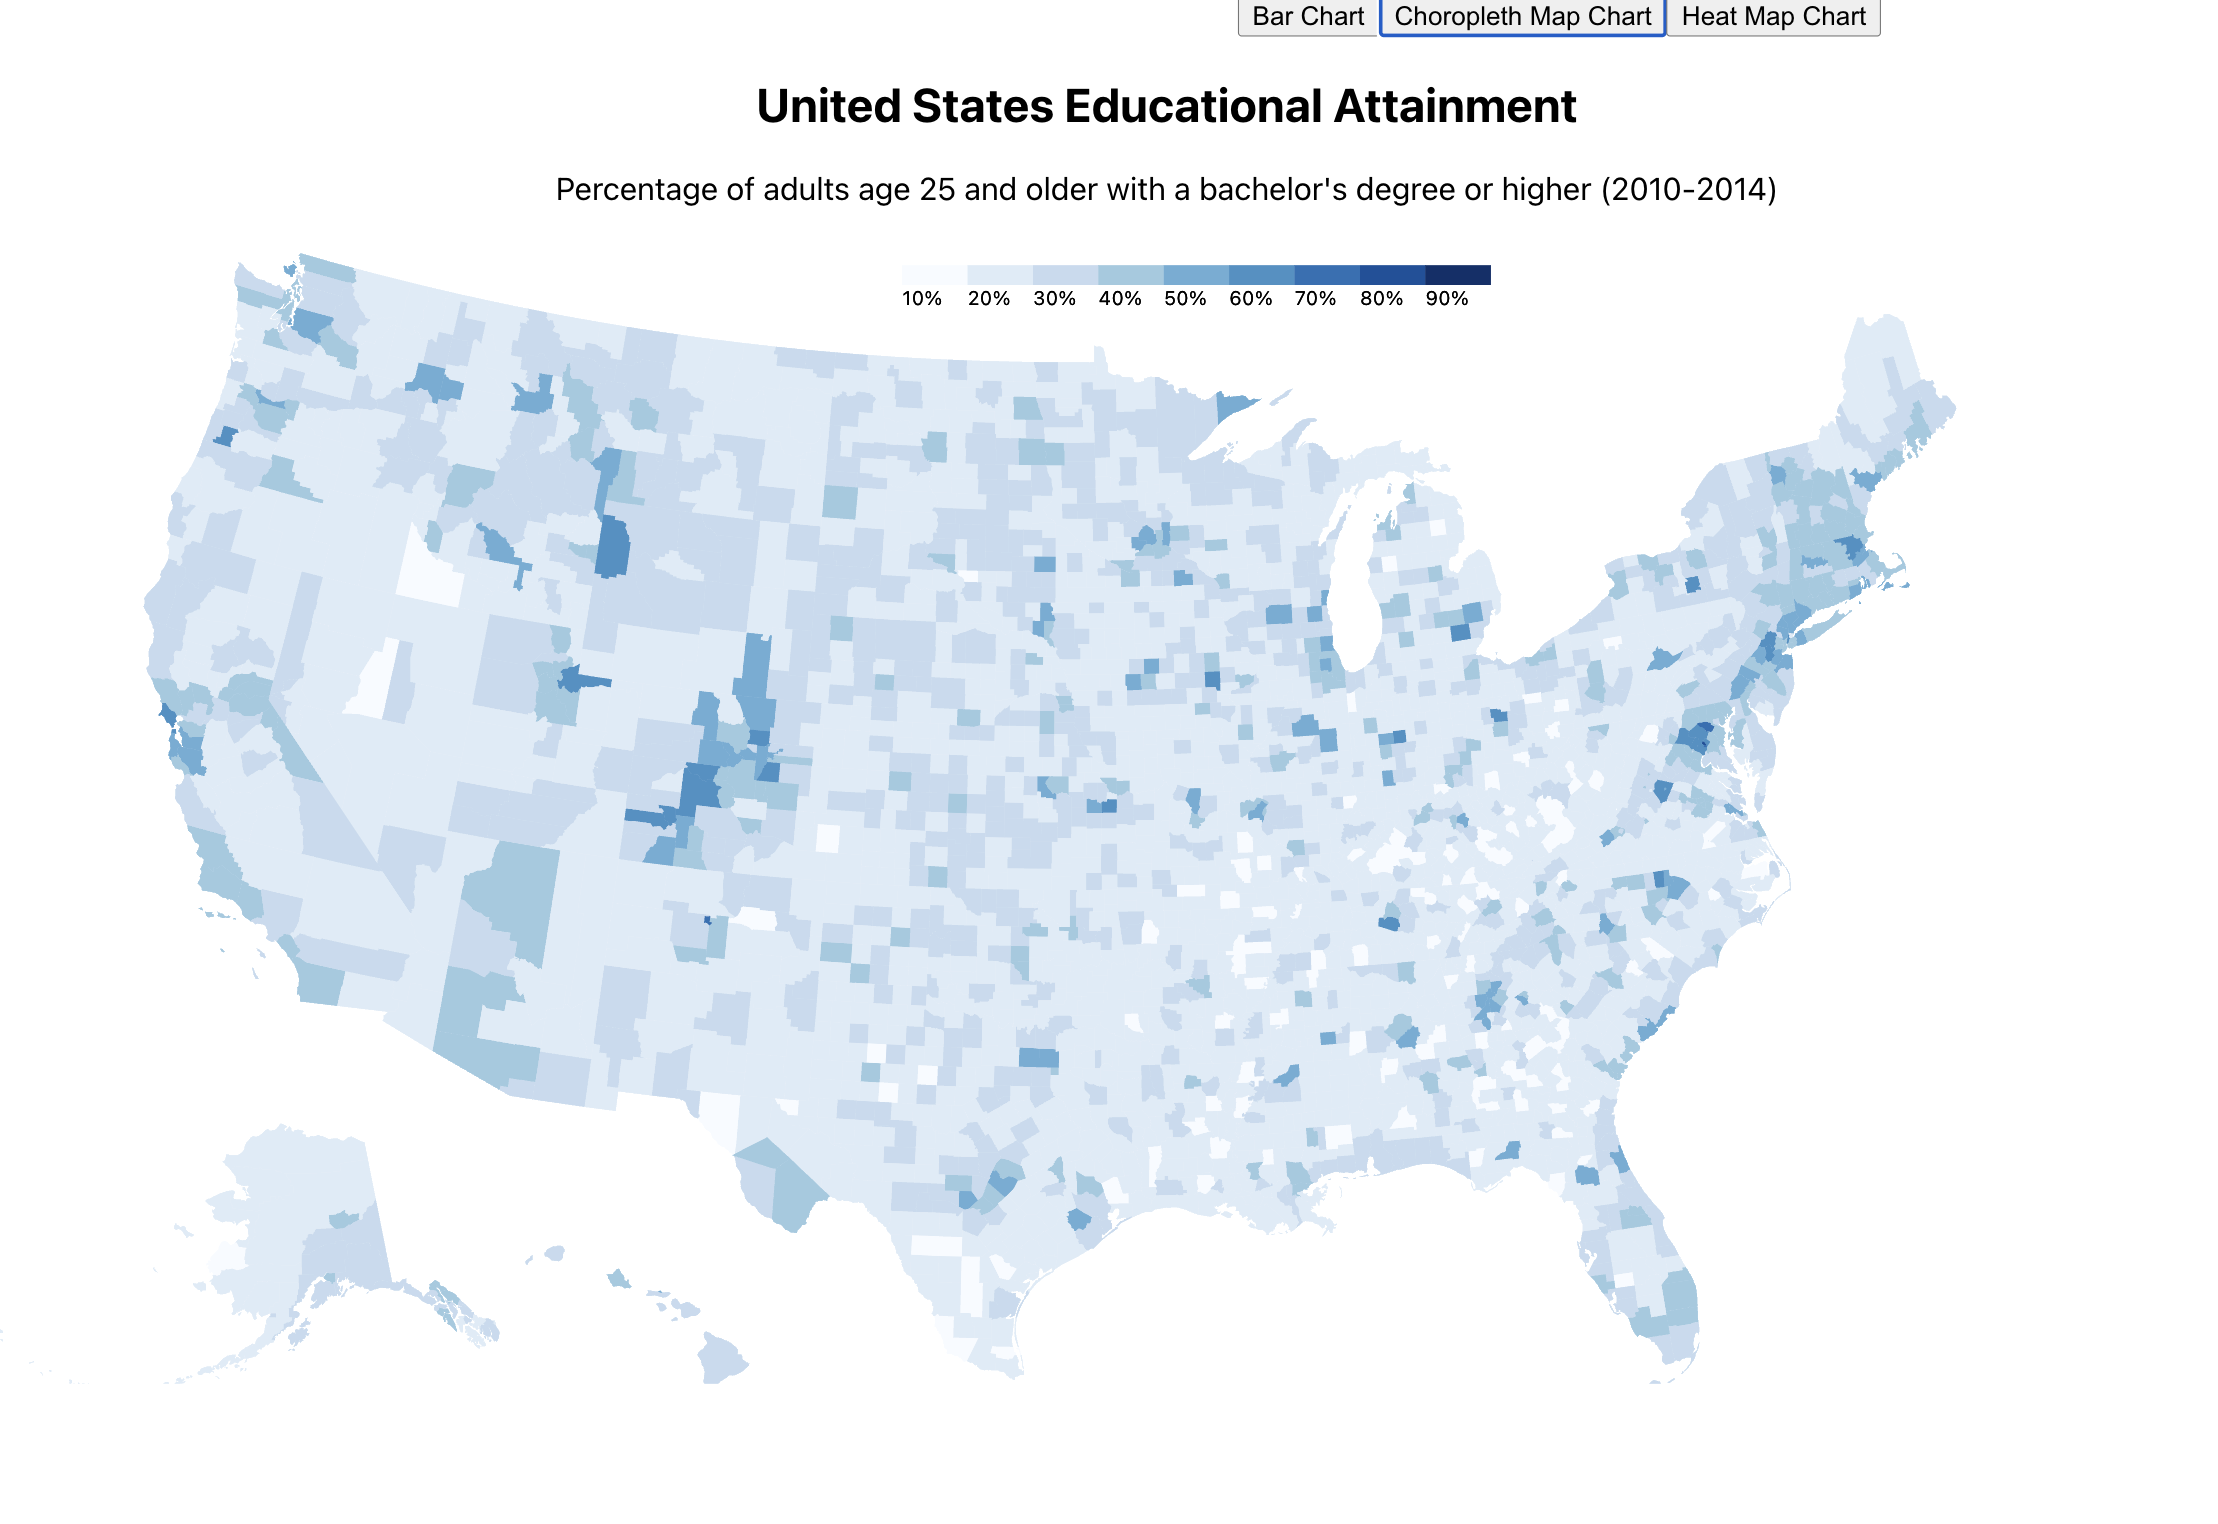 Bar Chart Choropleth Map Chart Heat Map Chart
United States Educational Attainment
Percentage of adults age 25 and older with a bachelor's degree or higher (2010-2014)
10% 20% 30% 40% 50% 60% 70% 80% 90%